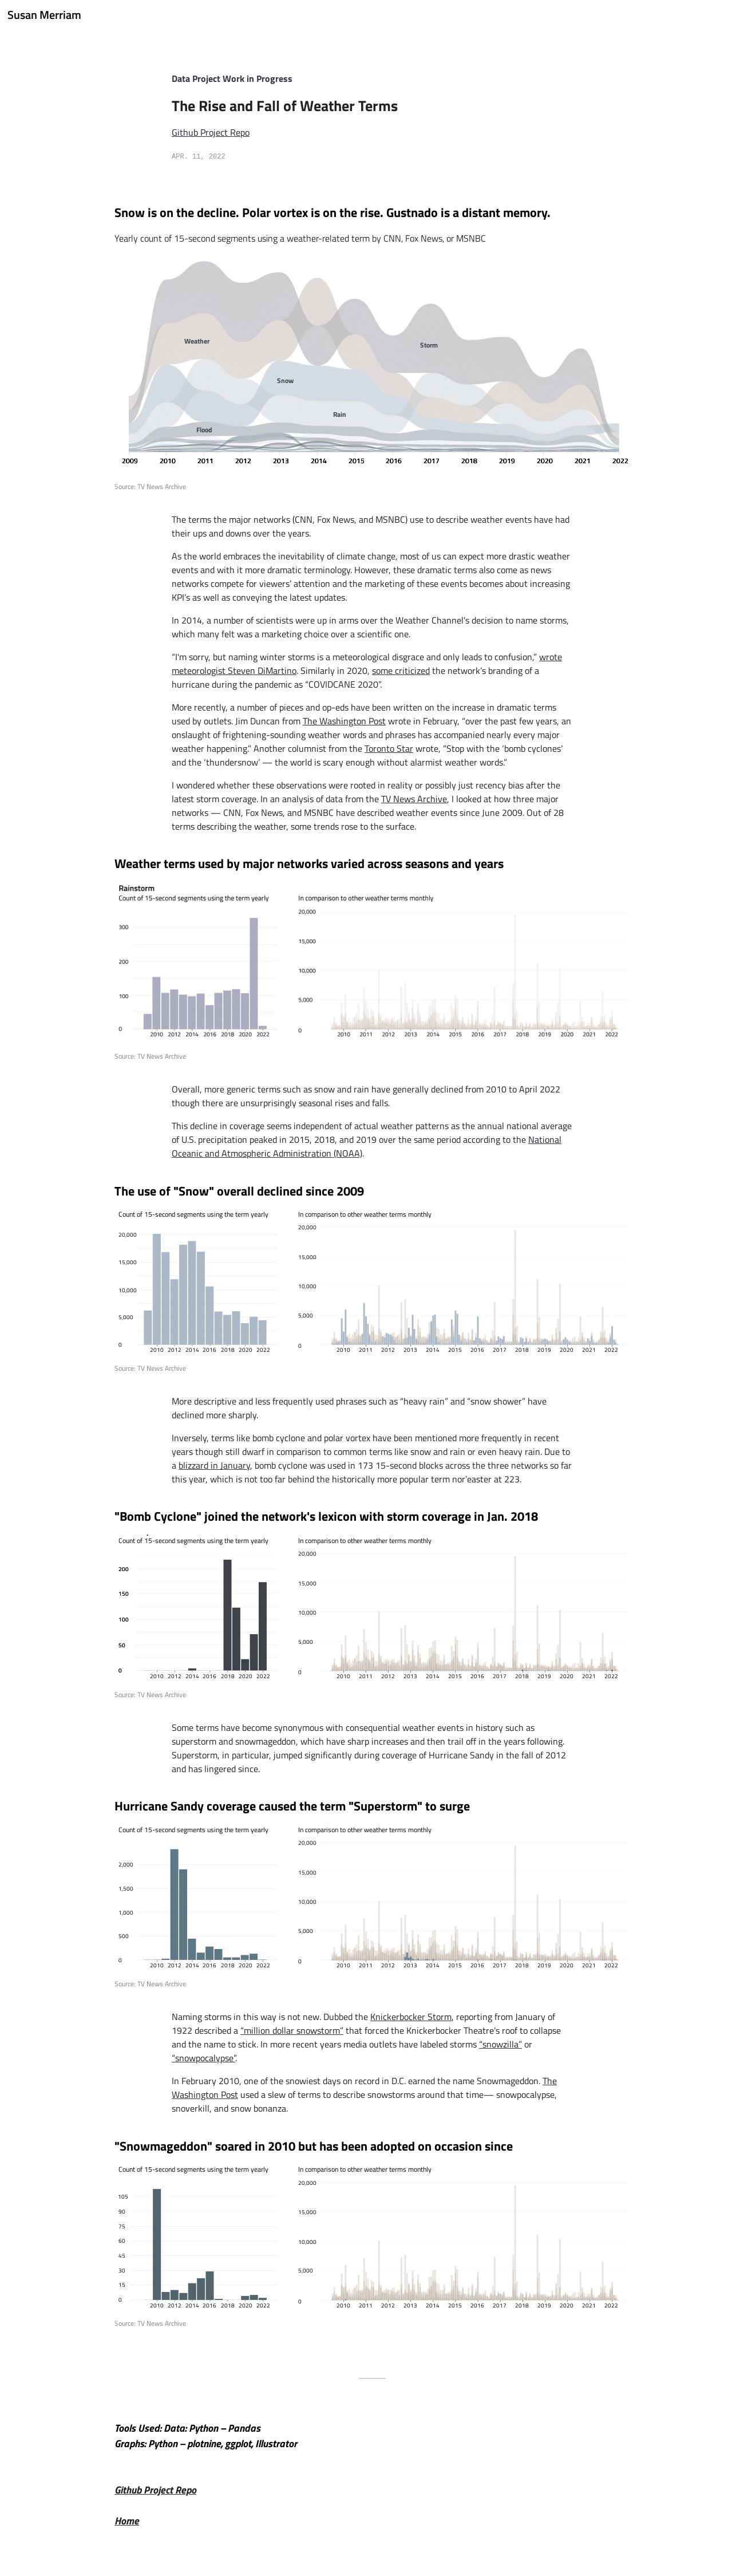 Susan Merriam
Data Project Work in Progress
The Rise and Fall of Weather Terms
Github Project Repo
APR. 11, 2022
Snow is on the decline. Polar vortex is on the rise. Gustnado is a distant memory.
Yearly count of 15-second segments using a weather-related term by CNN, Fox News, or MSNBC
Weather
Storm
Snow
Rain
Flood
2009 2010 2011 2012 2013 2014 2015 2016 2017 2018 2019 2020 2021 2022
Source: TV News Archive
The terms the major networks (CNN, Fox News, and MSNBC) use to describe weather events have had
their ups and downs over the years.
As the world embraces the inevitability of climate change, most of us can expect more drastic weather
events and with it more dramatic terminology. However, these dramatic terms also come as news
networks compete for viewers’ attention and the marketing of these events becomes about increasing
KPI’s as well as conveying the latest updates.
In 2014, a number of scientists were up in arms over the Weather Channel’s decision to name storms,
which many felt was a marketing choice over a scientific one.
“I’m sorry, but naming winter storms is a meteorological disgrace and only leads to confusion,” wrote
meteorologist Steven DiMartino. Similarly in 2020, some criticized the network’s branding of a
hurricane during the pandemic as “COVIDCANE 2020”.
More recently, a number of pieces and op-eds have been written on the increase in dramatic terms
used by outlets. Jim Duncan from The Washington Post wrote in February, “over the past few years, an
onslaught of frightening-sounding weather words and phrases has accompanied nearly every major
weather happening.” Another columnist from the Toronto Star wrote, “Stop with the ‘bomb cyclones’
and the ‘thundersnow’ — the world is scary enough without alarmist weather words.”
I wondered whether these observations were rooted in reality or possibly just recency bias after the
latest storm coverage. In an analysis of data from the TV News Archive, I looked at how three major
networks — CNN, Fox News, and MSNBC have described weather events since June 2009. Out of 28
terms describing the weather, some trends rose to the surface.
Weather terms used by major networks varied across seasons and years
Rainstorm
Count of 15-second segments using the term yearly In comparison to other weather terms monthly
300
200
100
0
2010 2012 2014 2016 2018 2020 2022
20,000
15,000
10,000
5,000
0
2010 2011 2012 2013 2014 2015 2016 2017 2018 2019 2020 2021 2022
Source: TV News Archive
Overall, more generic terms such as snow and rain have generally declined from 2010 to April 2022
though there are unsurprisingly seasonal rises and falls.
This decline in coverage seems independent of actual weather patterns as the annual national average
of U.S. precipitation peaked in 2015, 2018, and 2019 over the same period according to the National
Oceanic and Atmospheric Administration (NOAA).
The use of "Snow" overall declined since 2009
Count of 15-second segments using the term yearly In comparison to other weather terms monthly
20,000
15,000
10,000
5,000
0
2010 2012 2014 2016 2018 2020 2022
20,000
15,000
10,000
5,000
0
2010 2011 2012 2013 2014 2015 2016 2017 2018 2019 2020 2021 2022
Source: TV News Archive
More descriptive and less frequently used phrases such as “heavy rain” and “snow shower” have
declined more sharply.
Inversely, terms like bomb cyclone and polar vortex have been mentioned more frequently in recent
years though still dwarf in comparison to common terms like snow and rain or even heavy rain. Due to
a blizzard in January, bomb cyclone was used in 173 15-second blocks across the three networks so far
this year, which is not too far behind the historically more popular term nor’easter at 223.
"Bomb Cyclone" joined the network's lexicon with storm coverage in Jan. 2018
Count of 15-second segments using the term yearly In comparison to other weather terms monthly
200
150
100
50
0
2010 2012 2014 2016 2018 2020 2022
20,000
15,000
10,000
5,000
0
2010 2011 2012 2013 2014 2015 2016 2017 2018 2019 2020 2021 2022
Source: TV News Archive
Some terms have become synonymous with consequential weather events in history such as
superstorm and snowmageddon, which have sharp increases and then trail off in the years following.
Superstorm, in particular, jumped significantly during coverage of Hurricane Sandy in the fall of 2012
and has lingered since.
Hurricane Sandy coverage caused the term "Superstorm" to surge
Count of 15-second segments using the term yearly In comparison to other weather terms monthly
2,000
1,500
1,000
500
0
2010 2012 2014 2016 2018 2020 2022
20,000
15,000
10,000
5,000
0
2010 2011 2012 2013 2014 2015 2016 2017 2018 2019 2020 2021 2022
Source: TV News Archive
Naming storms in this way is not new. Dubbed the Knickerbocker Storm, reporting from January of
1922 described a “million dollar snowstorm” that forced the Knickerbocker Theatre’s roof to collapse
and the name to stick. In more recent years media outlets have labeled storms “snowzilla” or
“snowpocalypse”.
In February 2010, one of the snowiest days on record in D.C. earned the name Snowmageddon. The
Washington Post used a slew of terms to describe snowstorms around that time— snowpocalypse,
snoverkill, and snow bonanza.
"Snowmageddon" soared in 2010 but has been adopted on occasion since
Count of 15-second segments using the term yearly In comparison to other weather terms monthly
105
90
75
60
45
30
15
0
2010 2012 2014 2016 2018 2020 2022
20,000
15,000
10,000
5,000
0
2010 2011 2012 2013 2014 2015 2016 2017 2018 2019 2020 2021 2022
Source: TV News Archive
Tools Used: Data: Python – Pandas
Graphs: Python – plotnine, ggplot, Illustrator
Github Project Repo
Home